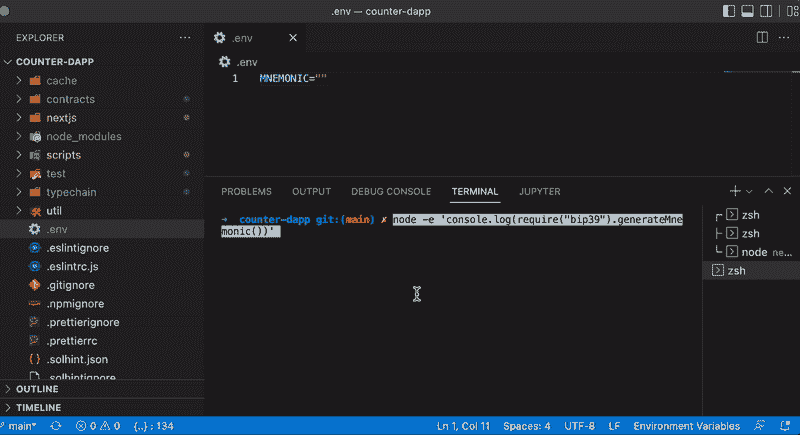 .env — counter-dapp
EXPLORER
COUNTER-DAPP
cache
contracts
nextjs
node_modules
scripts
test
typechain
util
.env
.eslintignore
.eslintrc.js
.gitignore
.npmignore
.prettierignore
.prettierrc
.solhint.json
.solhintignore
OUTLINE
TIMELINE
.env
.env
1 MNEMONIC=""
PROBLEMS OUTPUT DEBUG CONSOLE TERMINAL JUPYTER
→ counter-dapp git:(main) ✗ node -e 'console.log(require("bip39").generateMne
monic())'
zsh
zsh
node ne...
zsh
main* 0 0 {..} : 134 Ln 1, Col 11 Spaces: 4 UTF-8 LF Environment Variables